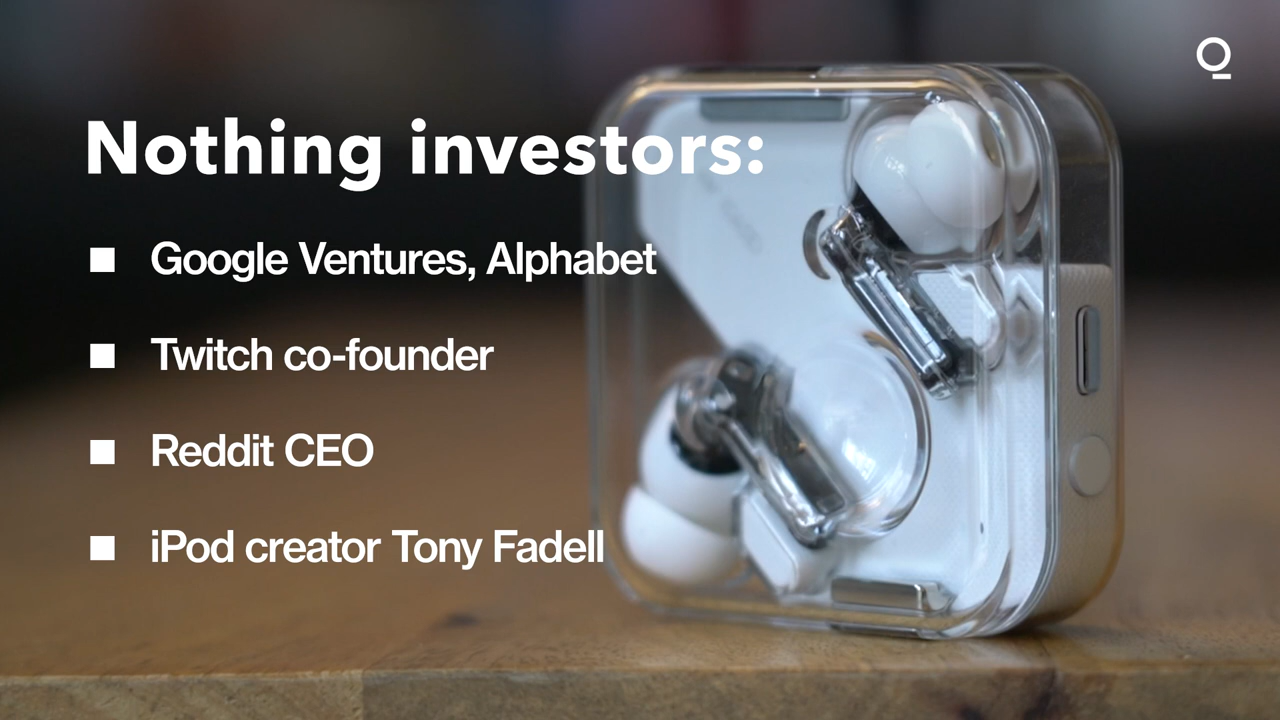 Nothing investors:
Google Ventures, Alphabet
Twitch co-founder
Reddit CEO
iPod creator Tony Fadell